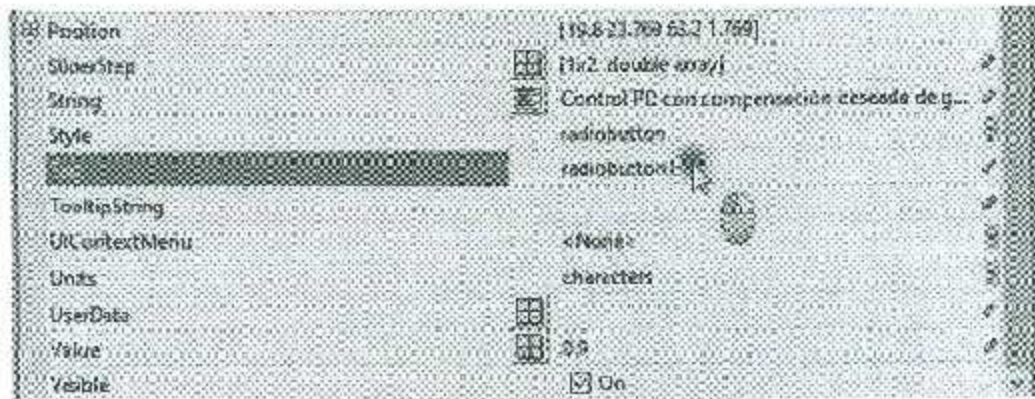 Position [19.8 23.769 63.2 1.769]
SliderStep [1x2 double array]
String Control PD con compensación deseada de g...
Style radiobutton
radiobutton1
TooltipString
UIContextMenu <None>
Units characters
UserData
Value 0.0
Visible On